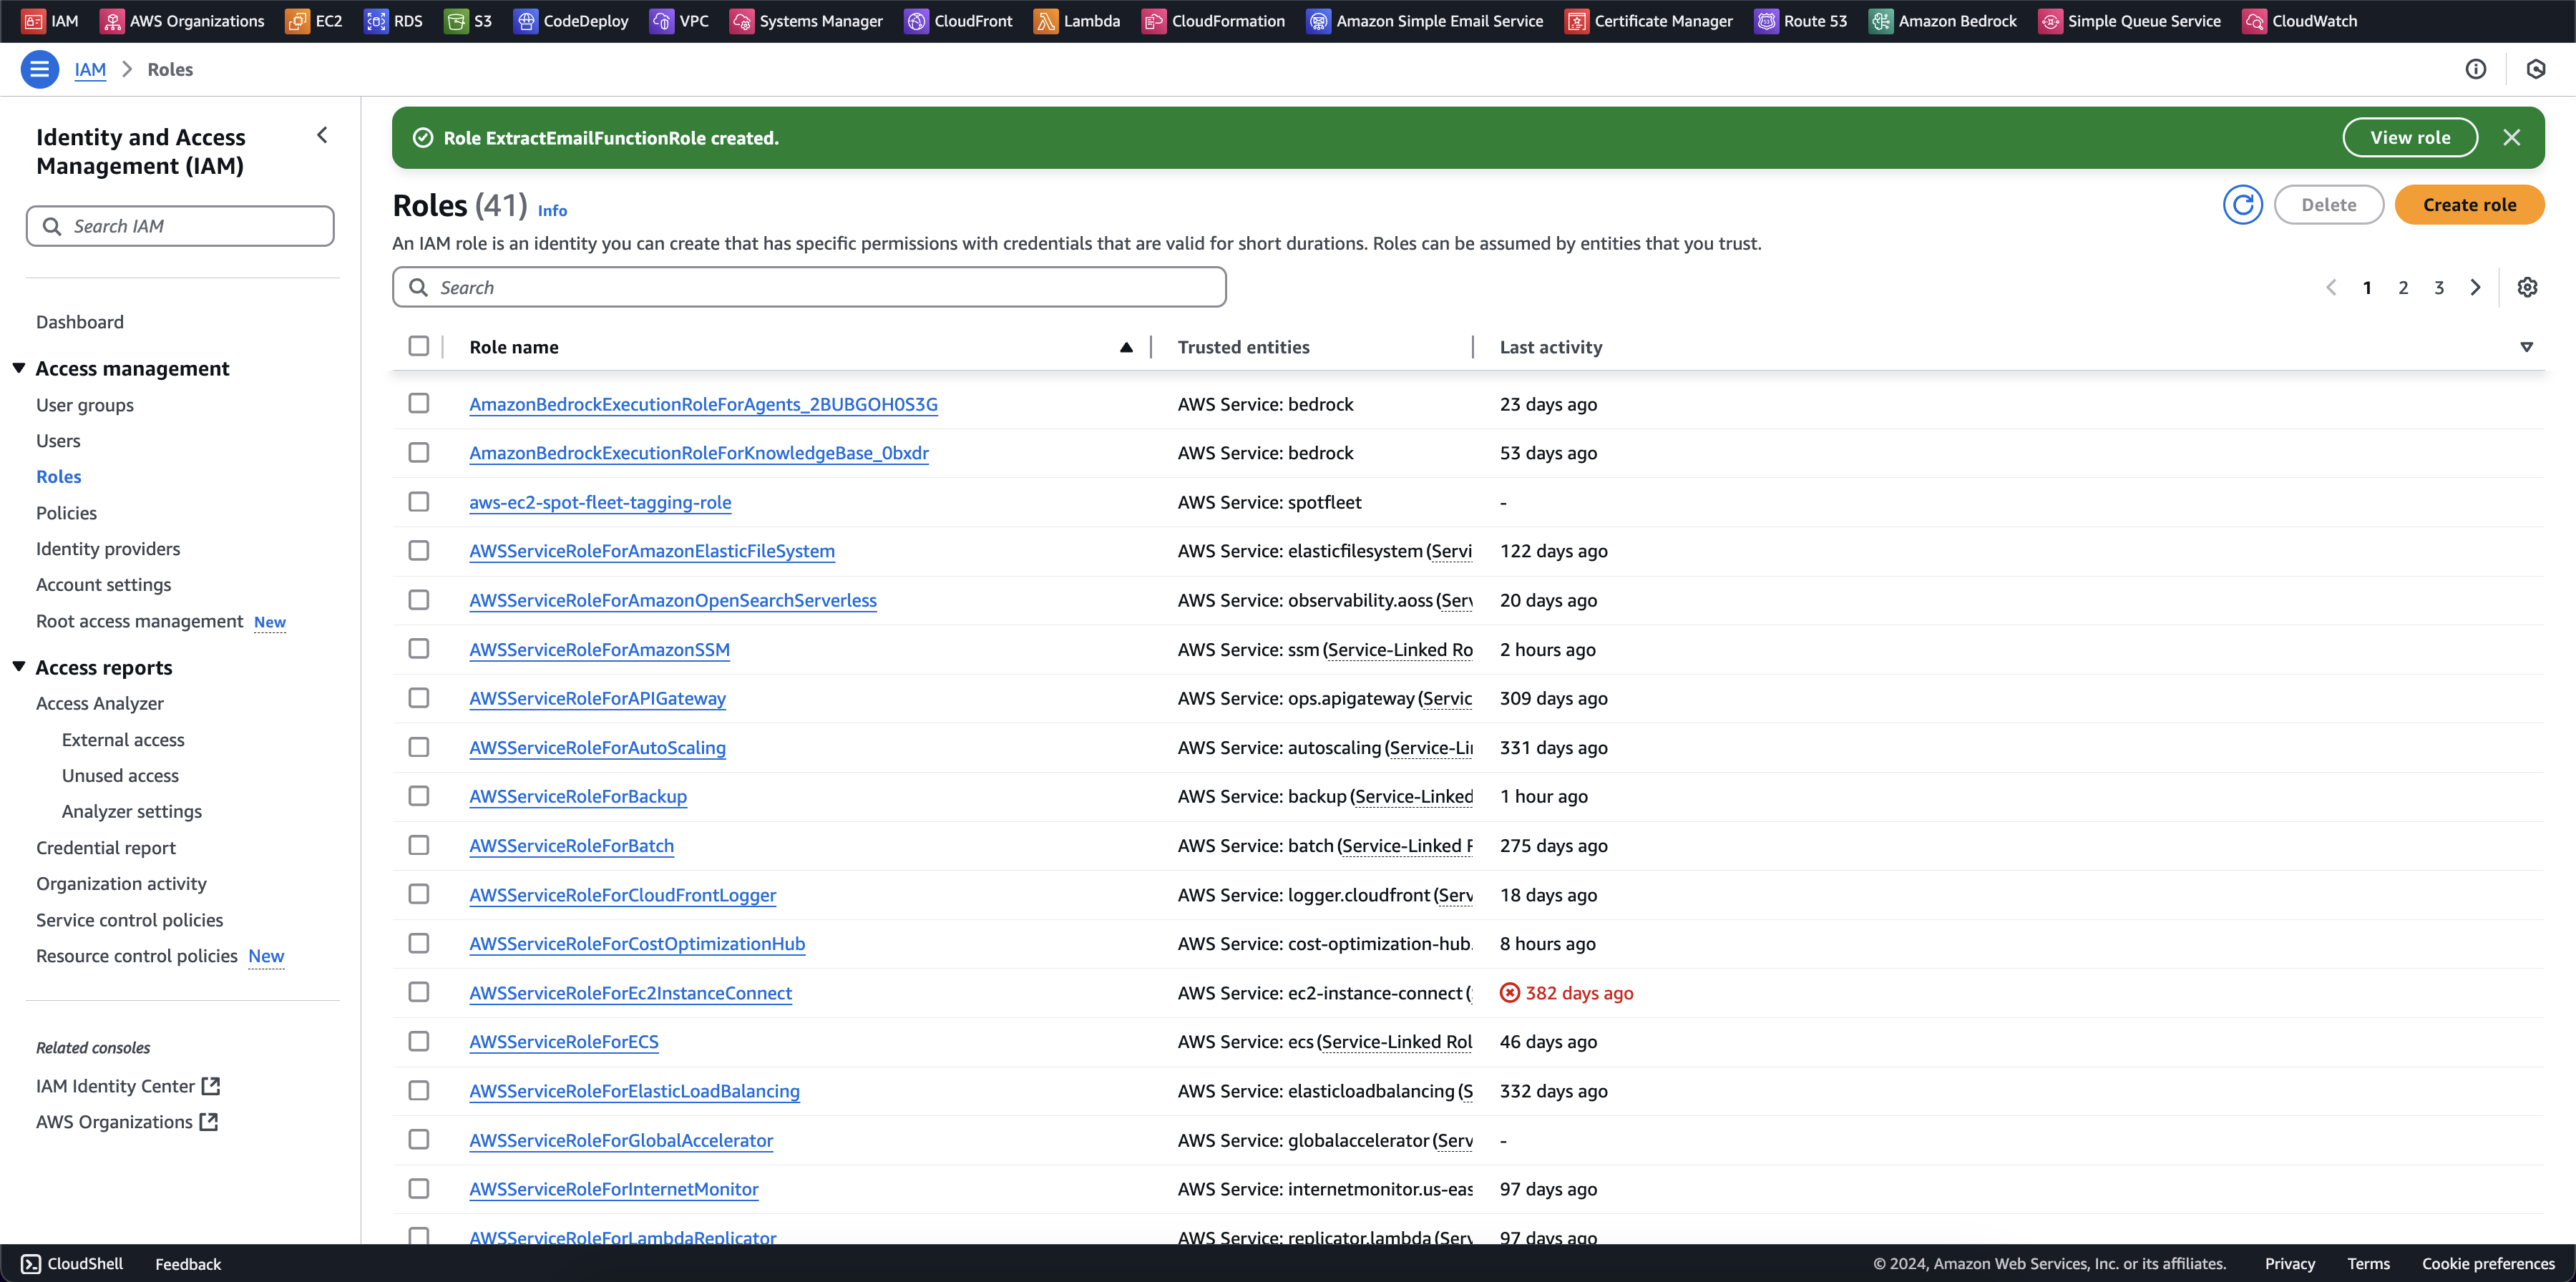 IAM AWS Organizations EC2 RDS S3 CodeDeploy VPC Systems Manager CloudFront Lambda CloudFormation Amazon Simple Email Service Certificate Manager Route 53 Amazon Bedrock Simple Queue Service CloudWatch
IAM > Roles
Identity and Access
Management (IAM)
Search IAM
Dashboard
Access management
User groups
Users
Roles
Policies
Identity providers
Account settings
Root access management New
Access reports
Access Analyzer
External access
Unused access
Analyzer settings
Credential report
Organization activity
Service control policies
Resource control policies New
Related consoles
IAM Identity Center
AWS Organizations
Role ExtractEmailFunctionRole created. View role
Roles (41) Info Delete Create role
An IAM role is an identity you can create that has specific permissions with credentials that are valid for short durations. Roles can be assumed by entities that you trust.
Search 1 2 3
Role name Trusted entities Last activity
AmazonBedrockExecutionRoleForAgents_2BUBGOH0S3G AWS Service: bedrock 23 days ago
AmazonBedrockExecutionRoleForKnowledgeBase_0bxdr AWS Service: bedrock 53 days ago
aws-ec2-spot-fleet-tagging-role AWS Service: spotfleet -
AWSServiceRoleForAmazonElasticFileSystem AWS Service: elasticfilesystem (Servi 122 days ago
AWSServiceRoleForAmazonOpenSearchServerless AWS Service: observability.aoss (Serv 20 days ago
AWSServiceRoleForAmazonSSM AWS Service: ssm (Service-Linked Ro 2 hours ago
AWSServiceRoleForAPIGateway AWS Service: ops.apigateway (Servic 309 days ago
AWSServiceRoleForAutoScaling AWS Service: autoscaling (Service-Li 331 days ago
AWSServiceRoleForBackup AWS Service: backup (Service-Linked 1 hour ago
AWSServiceRoleForBatch AWS Service: batch (Service-Linked 275 days ago
AWSServiceRoleForCloudFrontLogger AWS Service: logger.cloudfront (Serv 18 days ago
AWSServiceRoleForCostOptimizationHub AWS Service: cost-optimization-hub. 8 hours ago
AWSServiceRoleForEc2InstanceConnect AWS Service: ec2-instance-connect ( 382 days ago
AWSServiceRoleForECS AWS Service: ecs (Service-Linked Rol 46 days ago
AWSServiceRoleForElasticLoadBalancing AWS Service: elasticloadbalancing (S 332 days ago
AWSServiceRoleForGlobalAccelerator AWS Service: globalaccelerator (Serv -
AWSServiceRoleForInternetMonitor AWS Service: internetmonitor.us-eas 97 days ago
AWSServiceRoleForLambdaReplicator AWS Service: replicator.lambda (Serv 97 days ago
CloudShell Feedback © 2024, Amazon Web Services, Inc. or its affiliates. Privacy Terms Cookie preferences